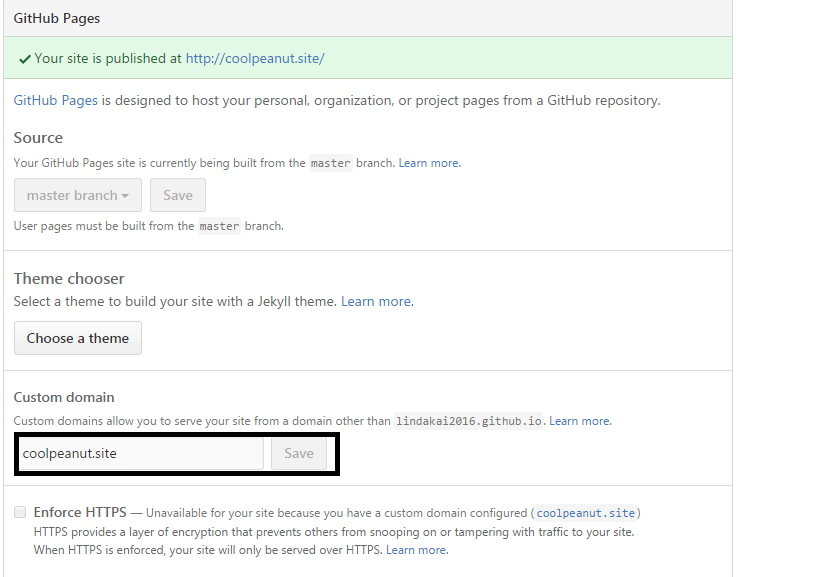 GitHub Pages
Your site is published at http://coolpeanut.site/
GitHub Pages is designed to host your personal, organization, or project pages from a GitHub repository.
Source
Your GitHub Pages site is currently being built from the master branch. Learn more.
master branch Save
User pages must be built from the master branch.
Theme chooser
Select a theme to build your site with a Jekyll theme. Learn more.
Choose a theme
Custom domain
Custom domains allow you to serve your site from a domain other than lindakai2016.github.io. Learn more.
coolpeanut.site Save
Enforce HTTPS — Unavailable for your site because you have a custom domain configured (coolpeanut.site)
HTTPS provides a layer of encryption that prevents others from snooping on or tampering with traffic to your site.
When HTTPS is enforced, your site will only be served over HTTPS. Learn more.